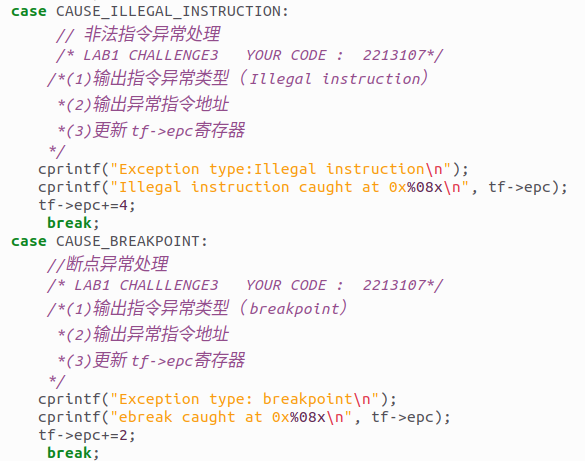 case CAUSE_ILLEGAL_INSTRUCTION:
// 非法指令异常处理
/* LAB1 CHALLENGE3   YOUR CODE :  2213107*/
/*(1)输出指令异常类型（Illegal instruction）
*(2)输出异常指令地址
*(3)更新 tf->epc寄存器
*/
cprintf("Exception type:Illegal instruction\n");
cprintf("Illegal instruction caught at 0x%08x\n", tf->epc);
tf->epc+=4;
break;
case CAUSE_BREAKPOINT:
//断点异常处理
/* LAB1 CHALLLENGE3   YOUR CODE :  2213107*/
/*(1)输出指令异常类型（breakpoint）
*(2)输出异常指令地址
*(3)更新 tf->epc寄存器
*/
cprintf("Exception type: breakpoint\n");
cprintf("ebreak caught at 0x%08x\n", tf->epc);
tf->epc+=2;
break;